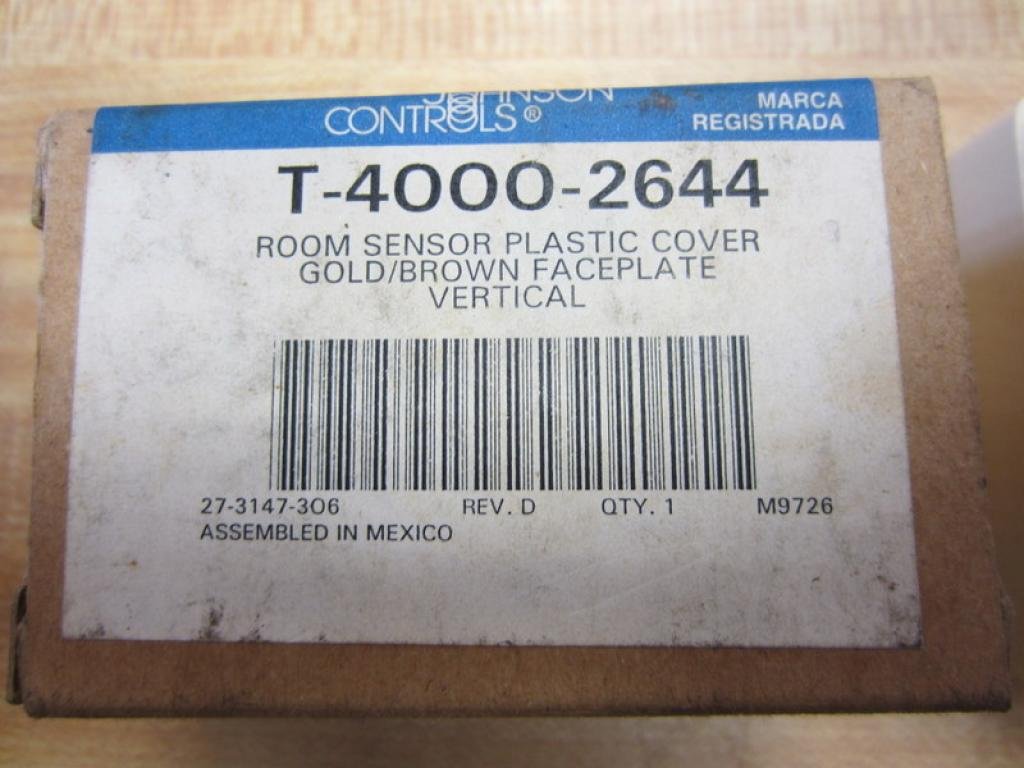 JOHNSON
CONTROLS®
MARCA
REGISTRADA
T-4000-2644
ROOM SENSOR PLASTIC COVER
GOLD/BROWN FACEPLATE
VERTICAL
27-3147-306 REV. D QTY. 1 M9726
ASSEMBLED IN MEXICO